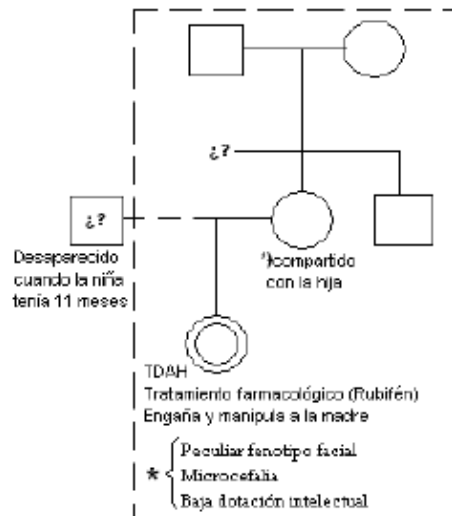 ¿?
¿?
Desaparecido
cuando la niña
tenía 11 meses
*)compartido
con la hija
TDAH
Tratamiento farmacológico (Rubifén)
Engaña y manipula a la madre
* { Peculiar fenotipo facial
Microcefalia
Baja dotación intelectual